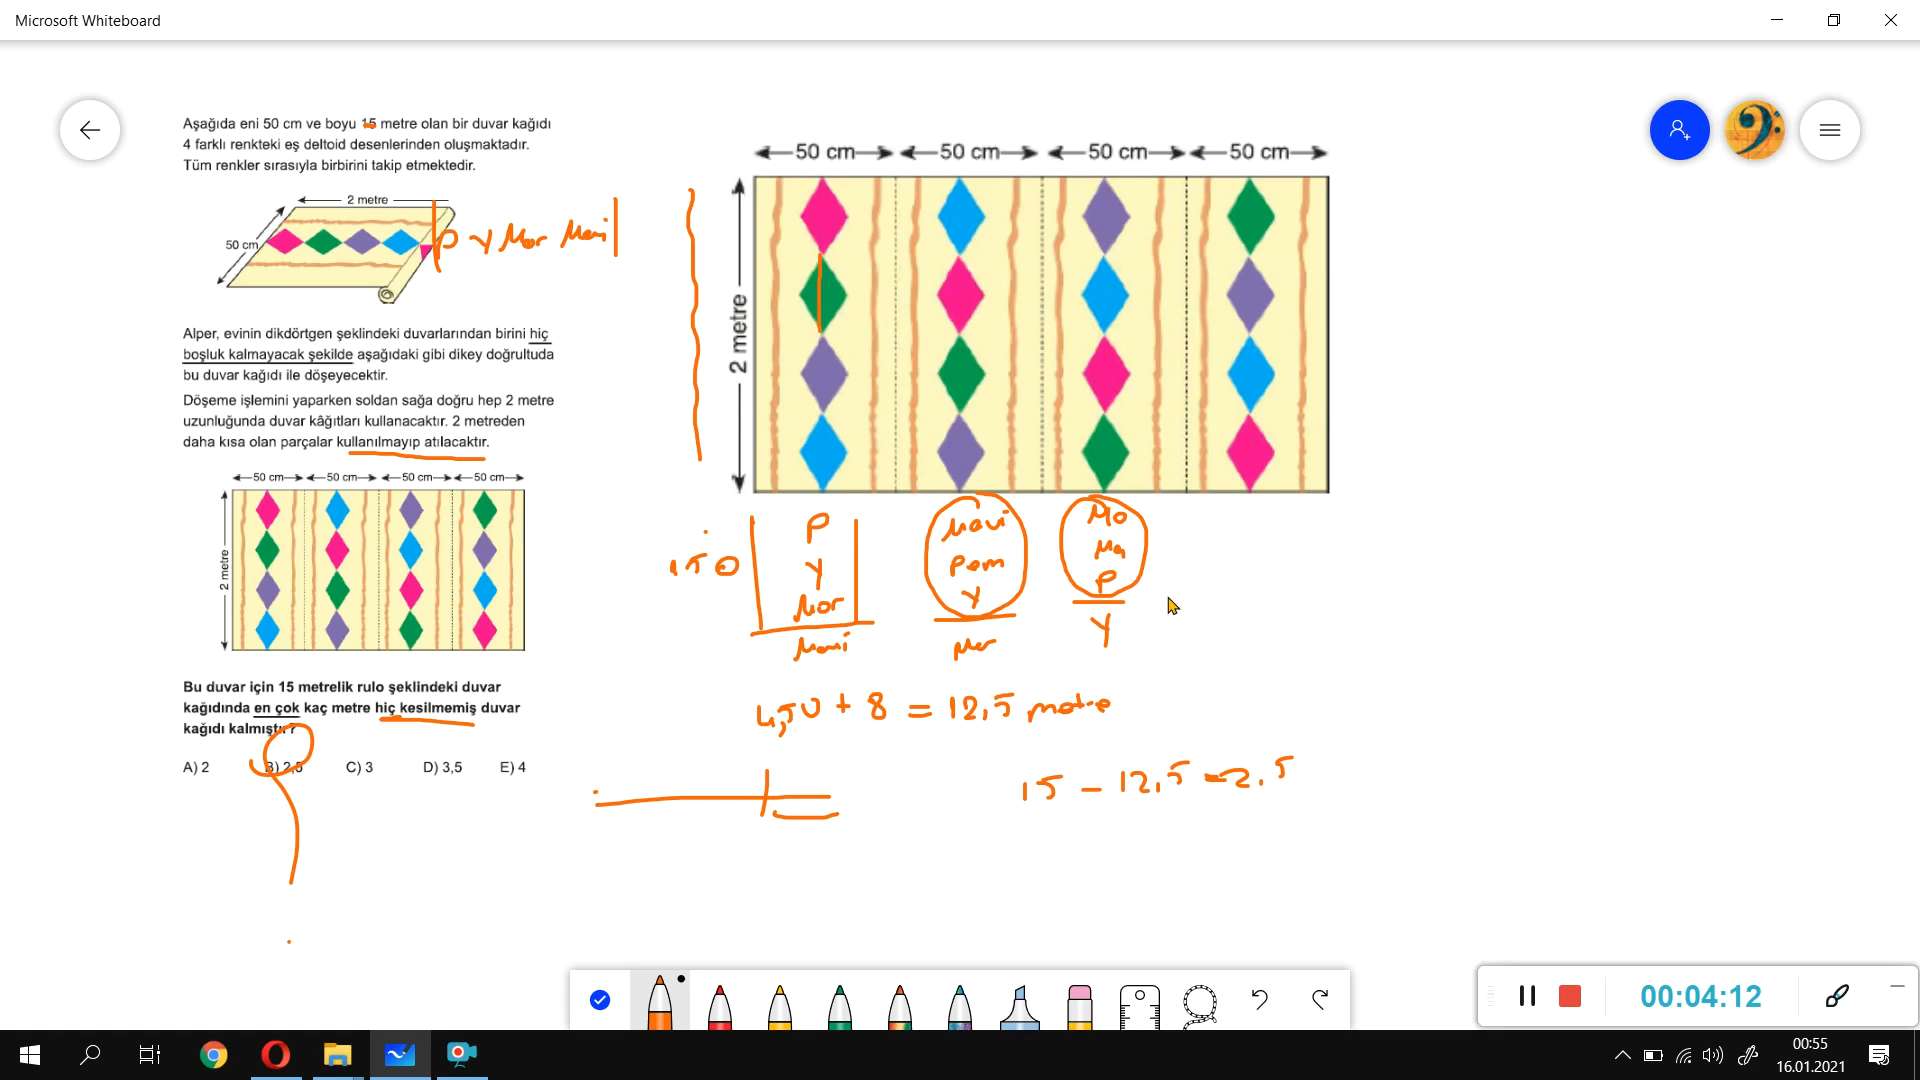 Microsoft Whiteboard
Aşağıda eni 50 cm ve boyu 15 metre olan bir duvar kağıdı
4 farklı renkteki eş deltoid desenlerinden oluşmaktadır.
Tüm renkler sırasıyla birbirini takip etmektedir.
2 metre
50 cm
P Y Mor Mavi
Alper, evinin dikdörtgen şeklindeki duvarlarından birini hiç
boşluk kalmayacak şekilde aşağıdaki gibi dikey doğrultuda
bu duvar kağıdı ile döşeyecektir.
Döşeme işlemini yaparken soldan sağa doğru hep 2 metre
uzunluğunda duvar kâğıtları kullanacaktır. 2 metreden
daha kısa olan parçalar kullanılmayıp atılacaktır.
50 cm 50 cm 50 cm 50 cm
2 metre
Bu duvar için 15 metrelik rulo şeklindeki duvar
kağıdında en çok kaç metre hiç kesilmemiş duvar
kağıdı kalmıştır?
A) 2 B) 2,5 C) 3 D) 3,5 E) 4
50 cm 50 cm 50 cm 50 cm
2 metre
150
P
Y
Mor
Mavi
Mavi
Pem
Y
Mor
Mo
Ma
P
Y
4,50 + 8 = 12,5 metre
15 - 12,5 = 2.5
00:04:12
00:55
16.01.2021